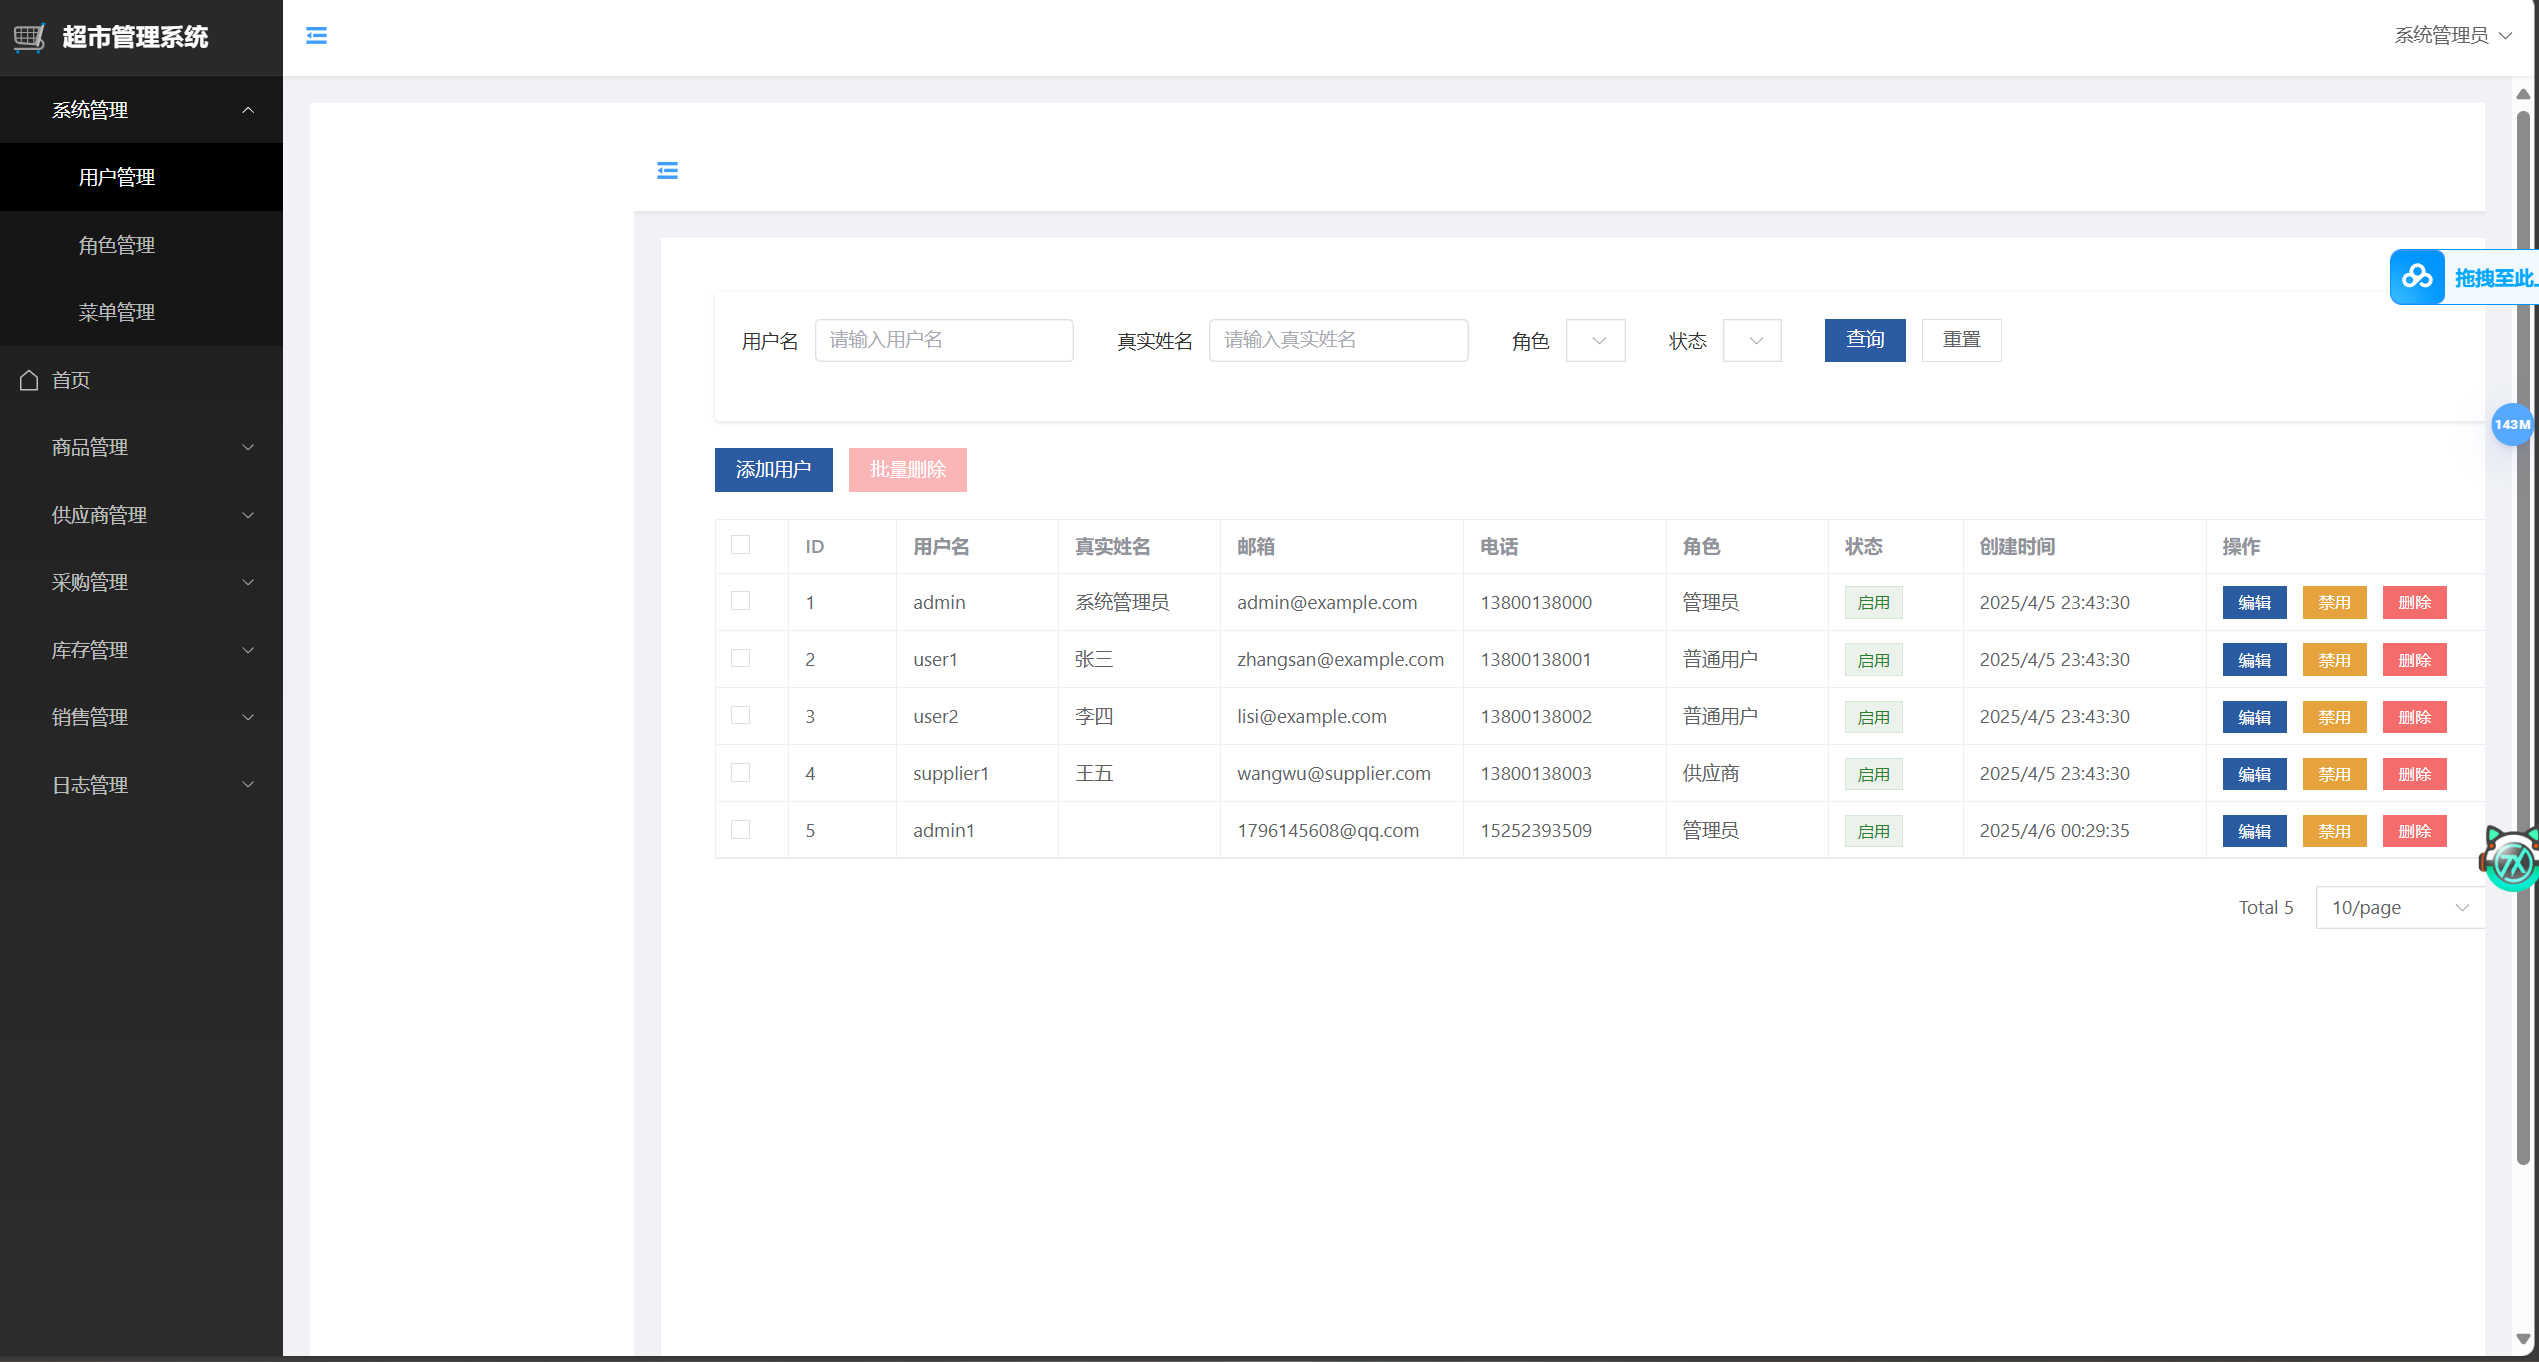 超市管理系统
系统管理员
系统管理
用户管理
角色管理
菜单管理
首页
商品管理
供应商管理
采购管理
库存管理
销售管理
日志管理
拖拽至此
143M
用户名 请输入用户名 真实姓名 请输入真实姓名 角色 状态 查询 重置
添加用户 批量删除
ID 用户名 真实姓名 邮箱 电话 角色 状态 创建时间 操作
1 admin 系统管理员 admin@example.com 13800138000 管理员 启用 2025/4/5 23:43:30 编辑 禁用 删除
2 user1 张三 zhangsan@example.com 13800138001 普通用户 启用 2025/4/5 23:43:30 编辑 禁用 删除
3 user2 李四 lisi@example.com 13800138002 普通用户 启用 2025/4/5 23:43:30 编辑 禁用 删除
4 supplier1 王五 wangwu@supplier.com 13800138003 供应商 启用 2025/4/5 23:43:30 编辑 禁用 删除
5 admin1 1796145608@qq.com 15252393509 管理员 启用 2025/4/6 00:29:35 编辑 禁用 删除
Total 5 10/page